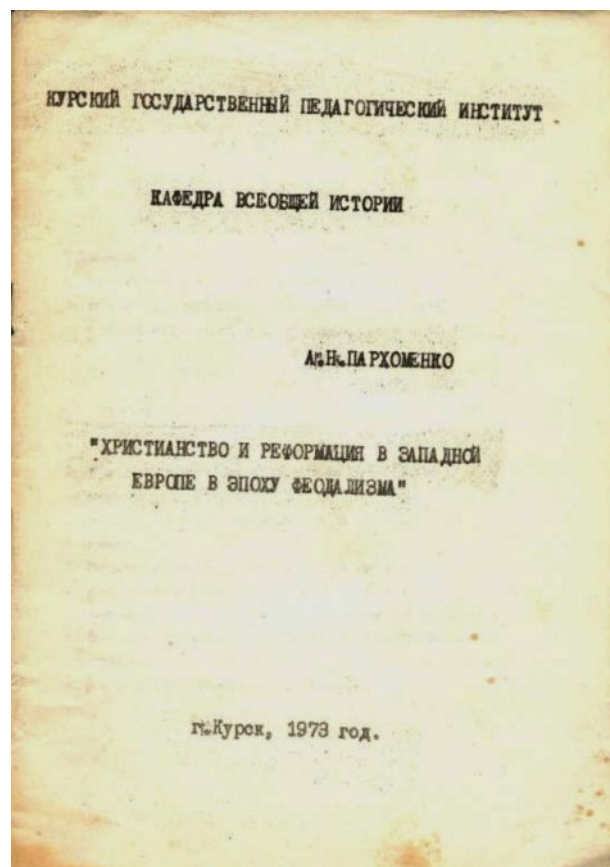 КУРСКИЙ ГОСУДАРСТВЕННЫЙ ПЕДАГОГИЧЕСКИЙ ИНСТИТУТ
КАФЕДРА ВСЕОБЩЕЙ ИСТОРИИ
А.Н.ПАРХОМЕНКО
"ХРИСТИАНСТВО И РЕФОРМАЦИЯ В ЗАПАДНОЙ
ЕВРОПЕ В ЭПОХУ ФЕОДАЛИЗМА"
г.Курск, 1973 год.